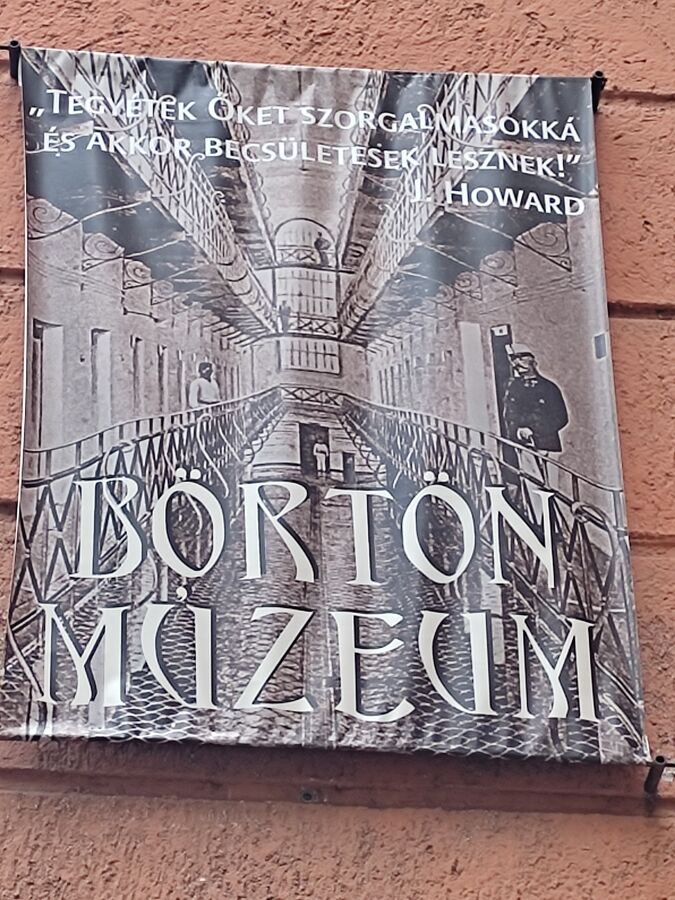 „Tegyétek Őket szorgalmasokká
és akkor becsületesek lesznek!”
J. Howard
BÖRTÖN
MÚZEUM